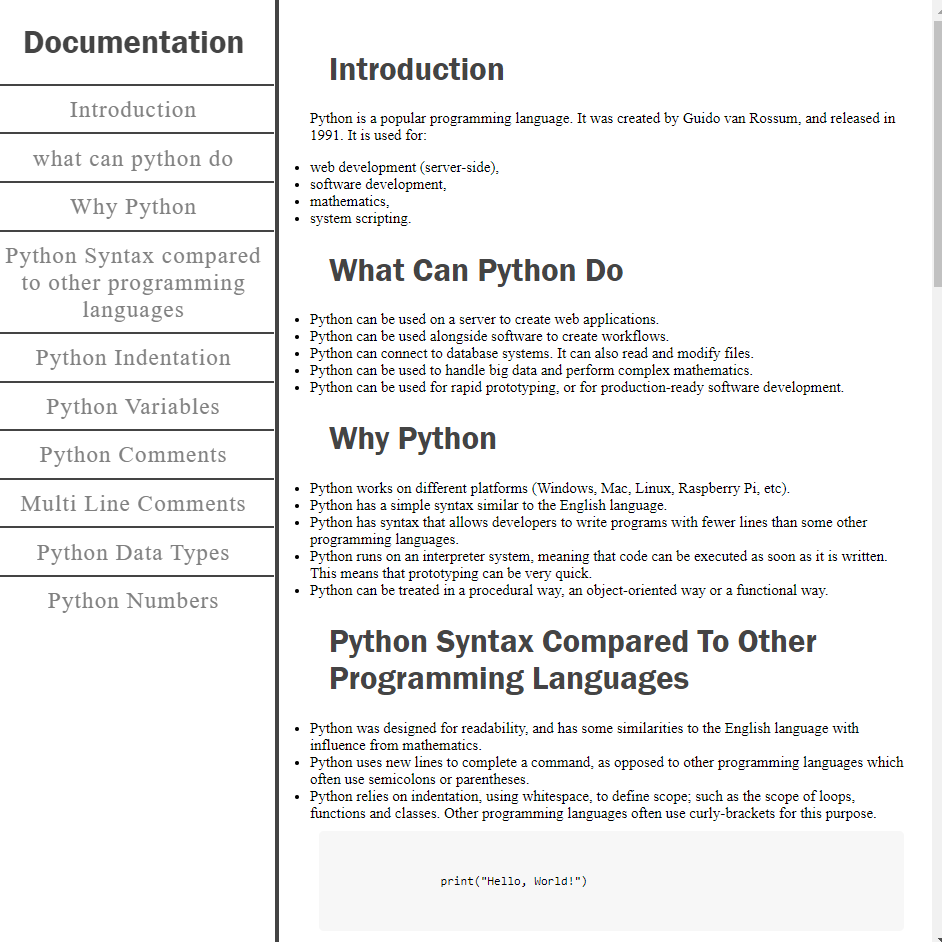 Documentation
Introduction
what can python do
Why Python
Python Syntax compared
to other programming
languages
Python Indentation
Python Variables
Python Comments
Multi Line Comments
Python Data Types
Python Numbers
Introduction
Python is a popular programming language. It was created by Guido van Rossum, and released in
1991. It is used for:
• web development (server-side),
• software development,
• mathematics,
• system scripting.
What Can Python Do
• Python can be used on a server to create web applications.
• Python can be used alongside software to create workflows.
• Python can connect to database systems. It can also read and modify files.
• Python can be used to handle big data and perform complex mathematics.
• Python can be used for rapid prototyping, or for production-ready software development.
Why Python
• Python works on different platforms (Windows, Mac, Linux, Raspberry Pi, etc).
• Python has a simple syntax similar to the English language.
• Python has syntax that allows developers to write programs with fewer lines than some other
programming languages.
• Python runs on an interpreter system, meaning that code can be executed as soon as it is written.
This means that prototyping can be very quick.
• Python can be treated in a procedural way, an object-oriented way or a functional way.
Python Syntax Compared To Other
Programming Languages
• Python was designed for readability, and has some similarities to the English language with
influence from mathematics.
• Python uses new lines to complete a command, as opposed to other programming languages which
often use semicolons or parentheses.
• Python relies on indentation, using whitespace, to define scope; such as the scope of loops,
functions and classes. Other programming languages often use curly-brackets for this purpose.
print("Hello, World!")